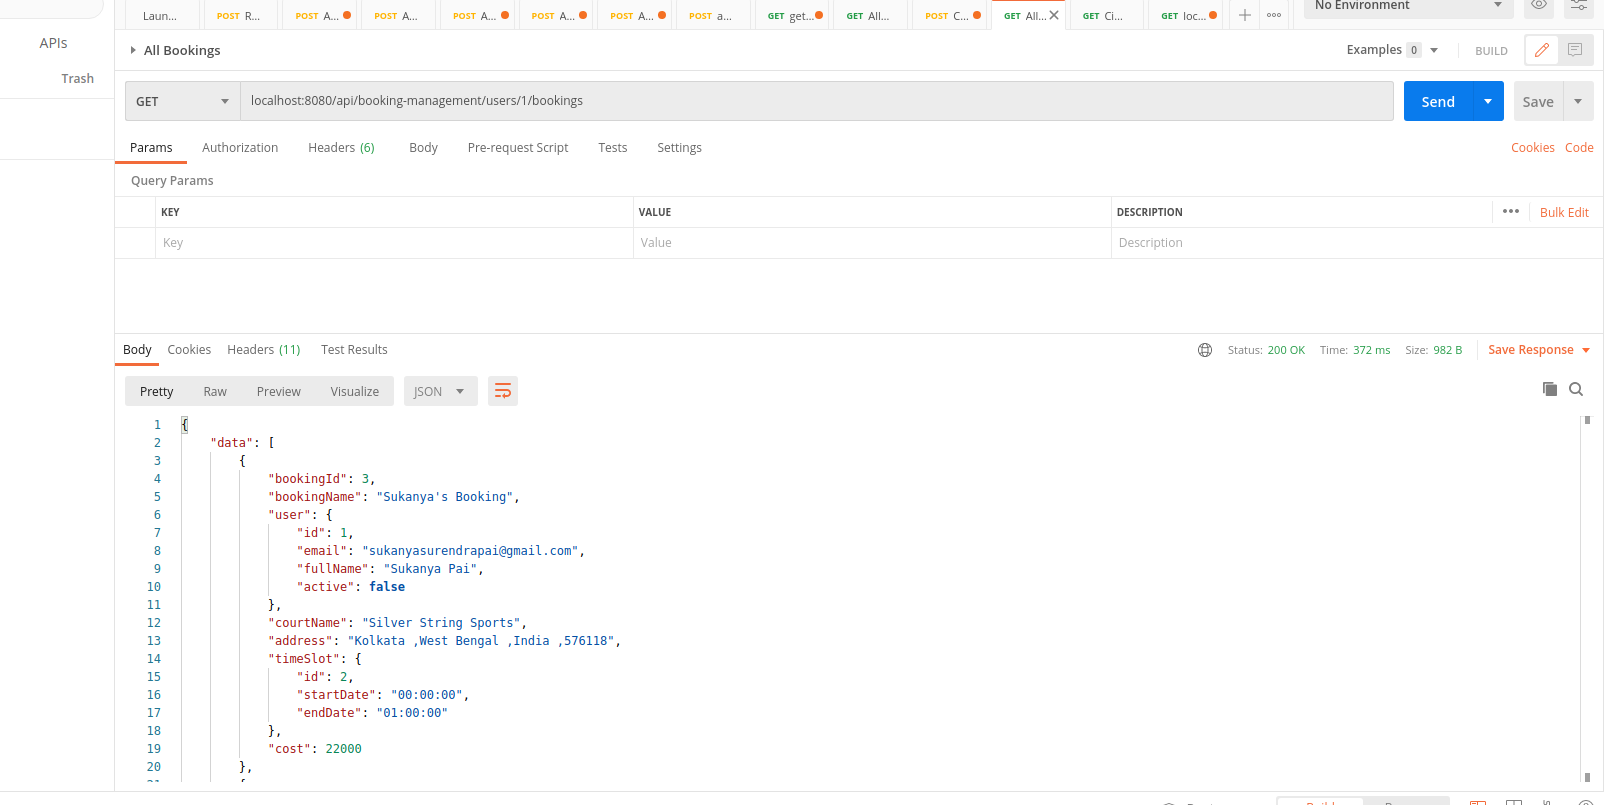 Laun... POST R... POST A... POST A... POST A... POST A... POST A... POST a... GET get... GET All... POST C... GET All... GET Ci... GET loc... No Environment
APIs
Trash
All Bookings Examples 0 BUILD
GET localhost:8080/api/booking-management/users/1/bookings Send Save
Params Authorization Headers (6) Body Pre-request Script Tests Settings Cookies Code
Query Params
KEY VALUE DESCRIPTION Bulk Edit
Key Value Description
Body Cookies Headers (11) Test Results Status: 200 OK Time: 372 ms Size: 982 B Save Response
Pretty Raw Preview Visualize JSON
1 {
2 "data": [
3 {
4 "bookingId": 3,
5 "bookingName": "Sukanya's Booking",
6 "user": {
7 "id": 1,
8 "email": "sukanyasurendrapai@gmail.com",
9 "fullName": "Sukanya Pai",
10 "active": false
11 },
12 "courtName": "Silver String Sports",
13 "address": "Kolkata ,West Bengal ,India ,576118",
14 "timeSlot": {
15 "id": 2,
16 "startDate": "00:00:00",
17 "endDate": "01:00:00"
18 },
19 "cost": 22000
20 },